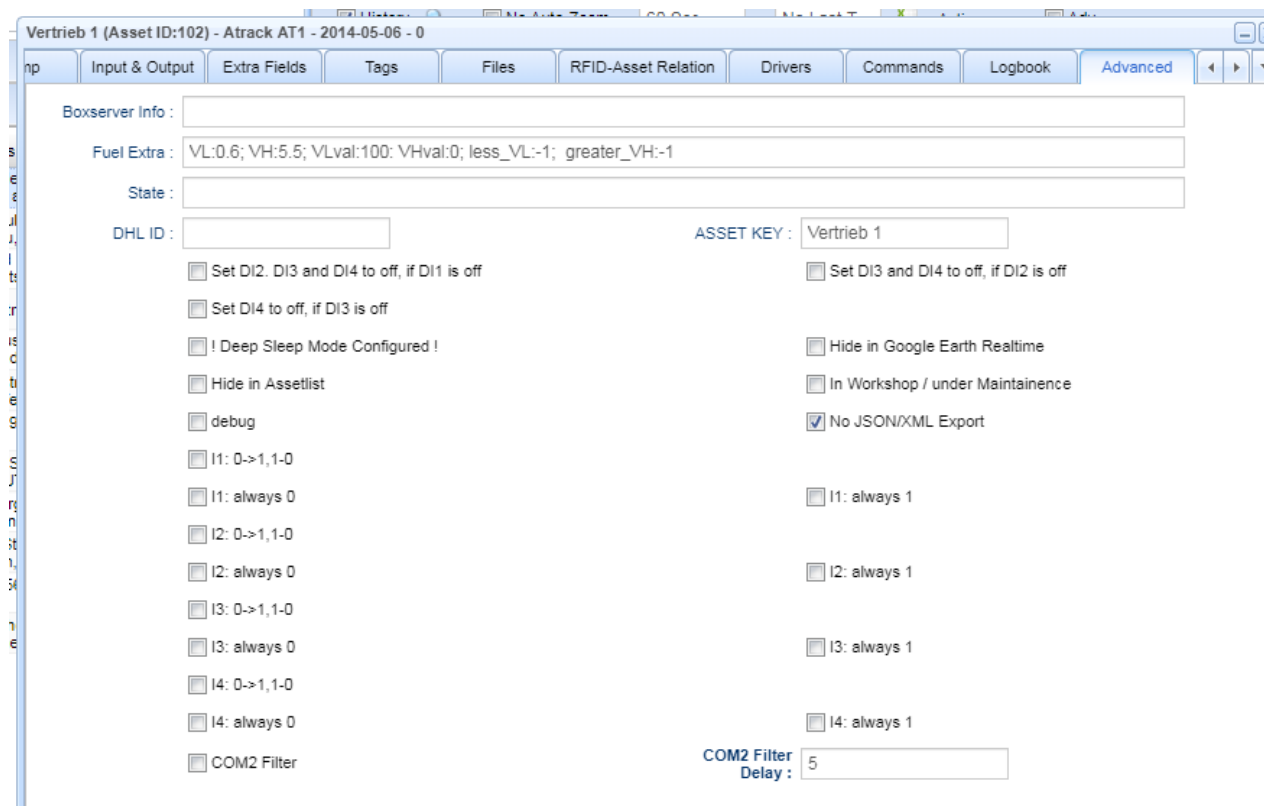 Vertrieb 1 (Asset ID:102) - Atrack AT1 - 2014-05-06 - 0
Input & Output Extra Fields Tags Files RFID-Asset Relation Drivers Commands Logbook Advanced
Boxserver Info :
Fuel Extra : VL:0.6; VH:5.5; VLval:100: VHval:0; less_VL:-1; greater_VH:-1
State :
DHL ID : ASSET KEY : Vertrieb 1
Set DI2. DI3 and DI4 to off, if DI1 is off Set DI3 and DI4 to off, if DI2 is off
Set DI4 to off, if DI3 is off
! Deep Sleep Mode Configured ! Hide in Google Earth Realtime
Hide in Assetlist In Workshop / under Maintainence
debug No JSON/XML Export
I1: 0->1,1-0
I1: always 0 I1: always 1
I2: 0->1,1-0
I2: always 0 I2: always 1
I3: 0->1,1-0
I3: always 0 I3: always 1
I4: 0->1,1-0
I4: always 0 I4: always 1
COM2 Filter COM2 Filter
Delay : 5